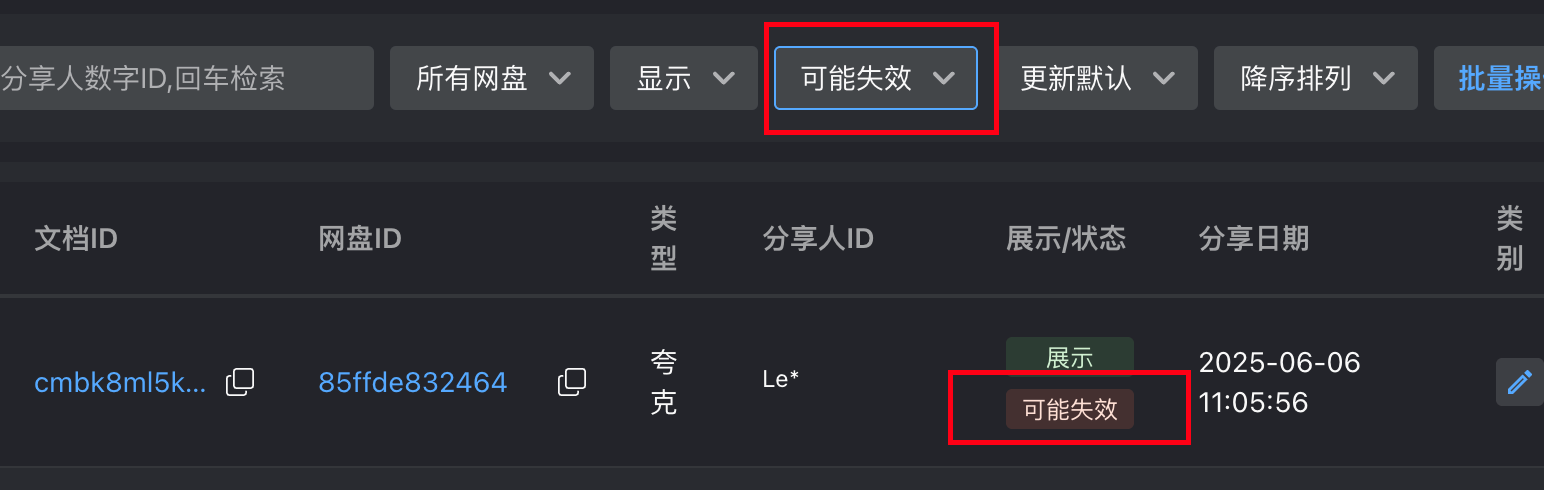 分享人数字ID,回车检索
所有网盘
显示
可能失效
更新默认
降序排列
批量操
文档ID
网盘ID
类型
分享人ID
展示/状态
分享日期
类别
cmbk8ml5k...
85ffde832464
夸克
Le*
展示
可能失效
2025-06-06
11:05:56